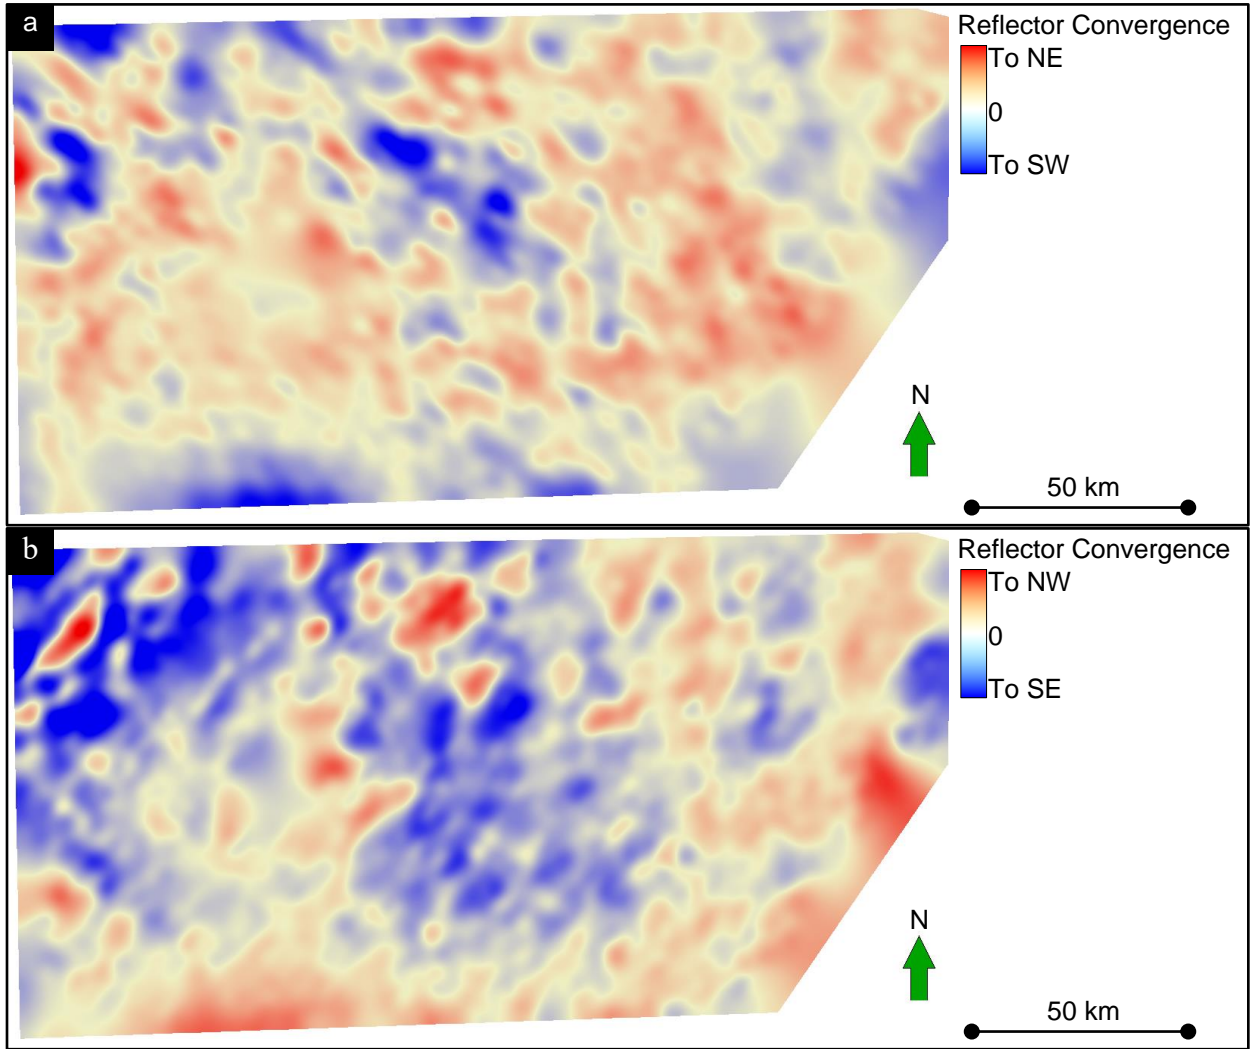 a
Reflector Convergence
To NE
0
To SW
N
50 km
b
Reflector Convergence
To NW
0
To SE
N
50 km